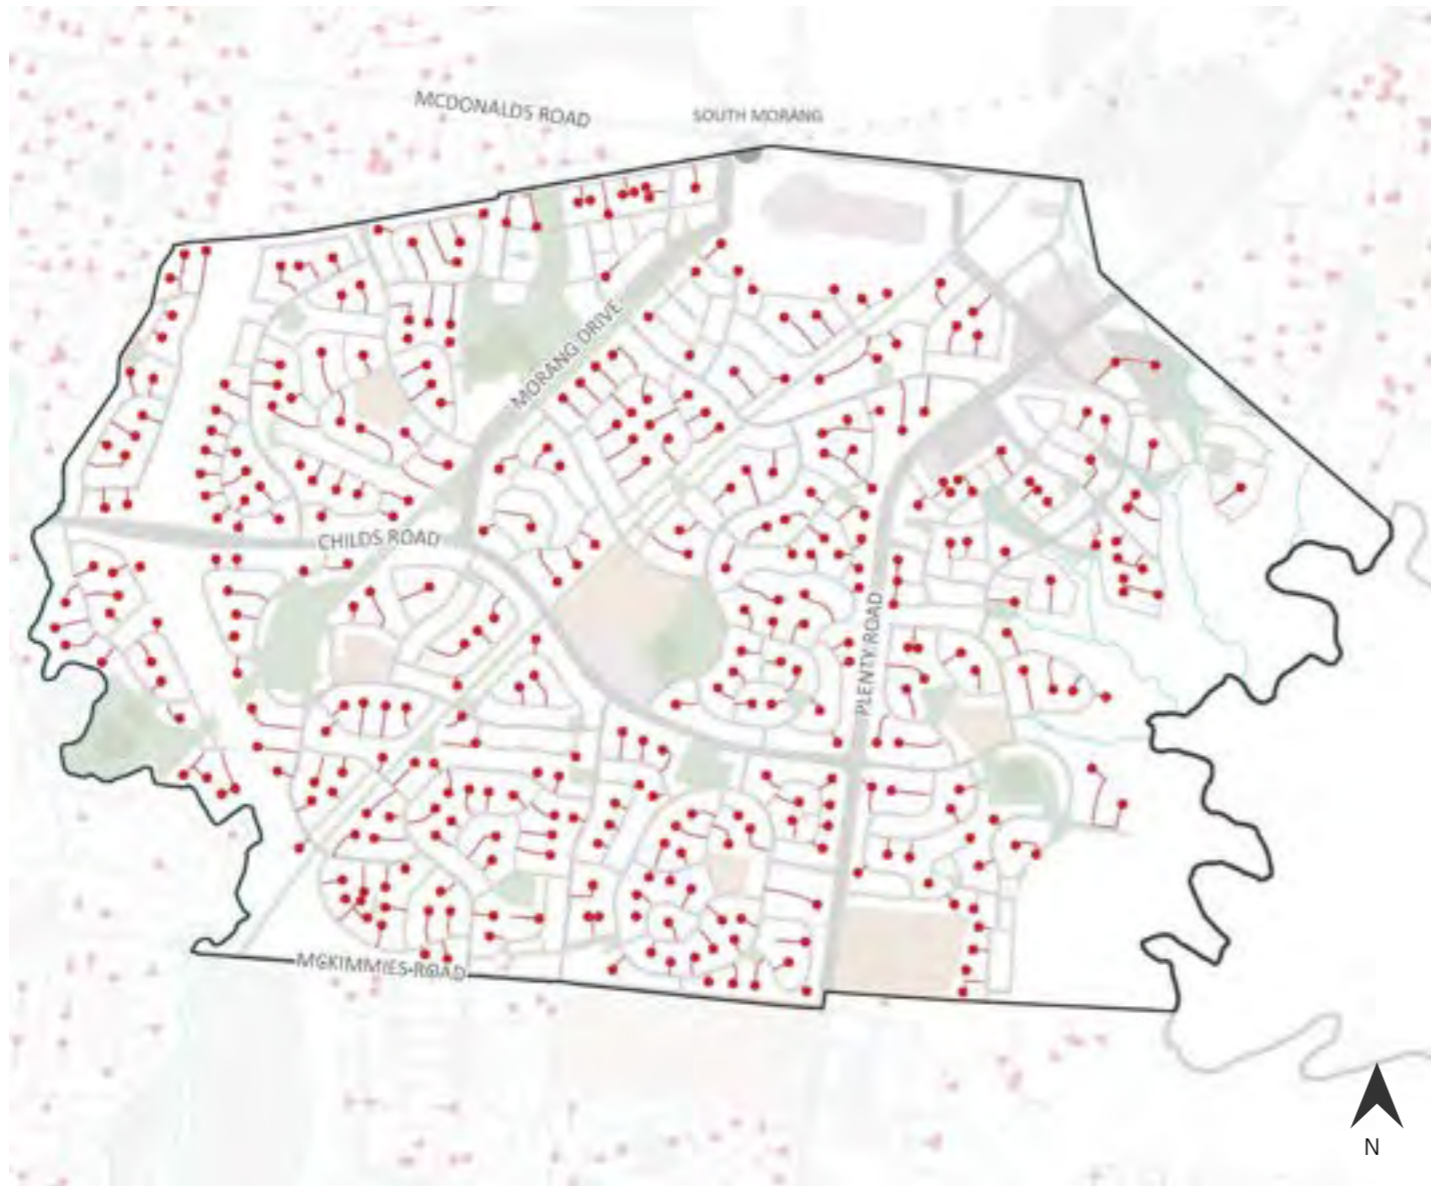 MCDONALDS ROAD
SOUTH MORANG
MORANG DRIVE
CHILDS ROAD
PLENTY ROAD
MCKIMMIES ROAD
N